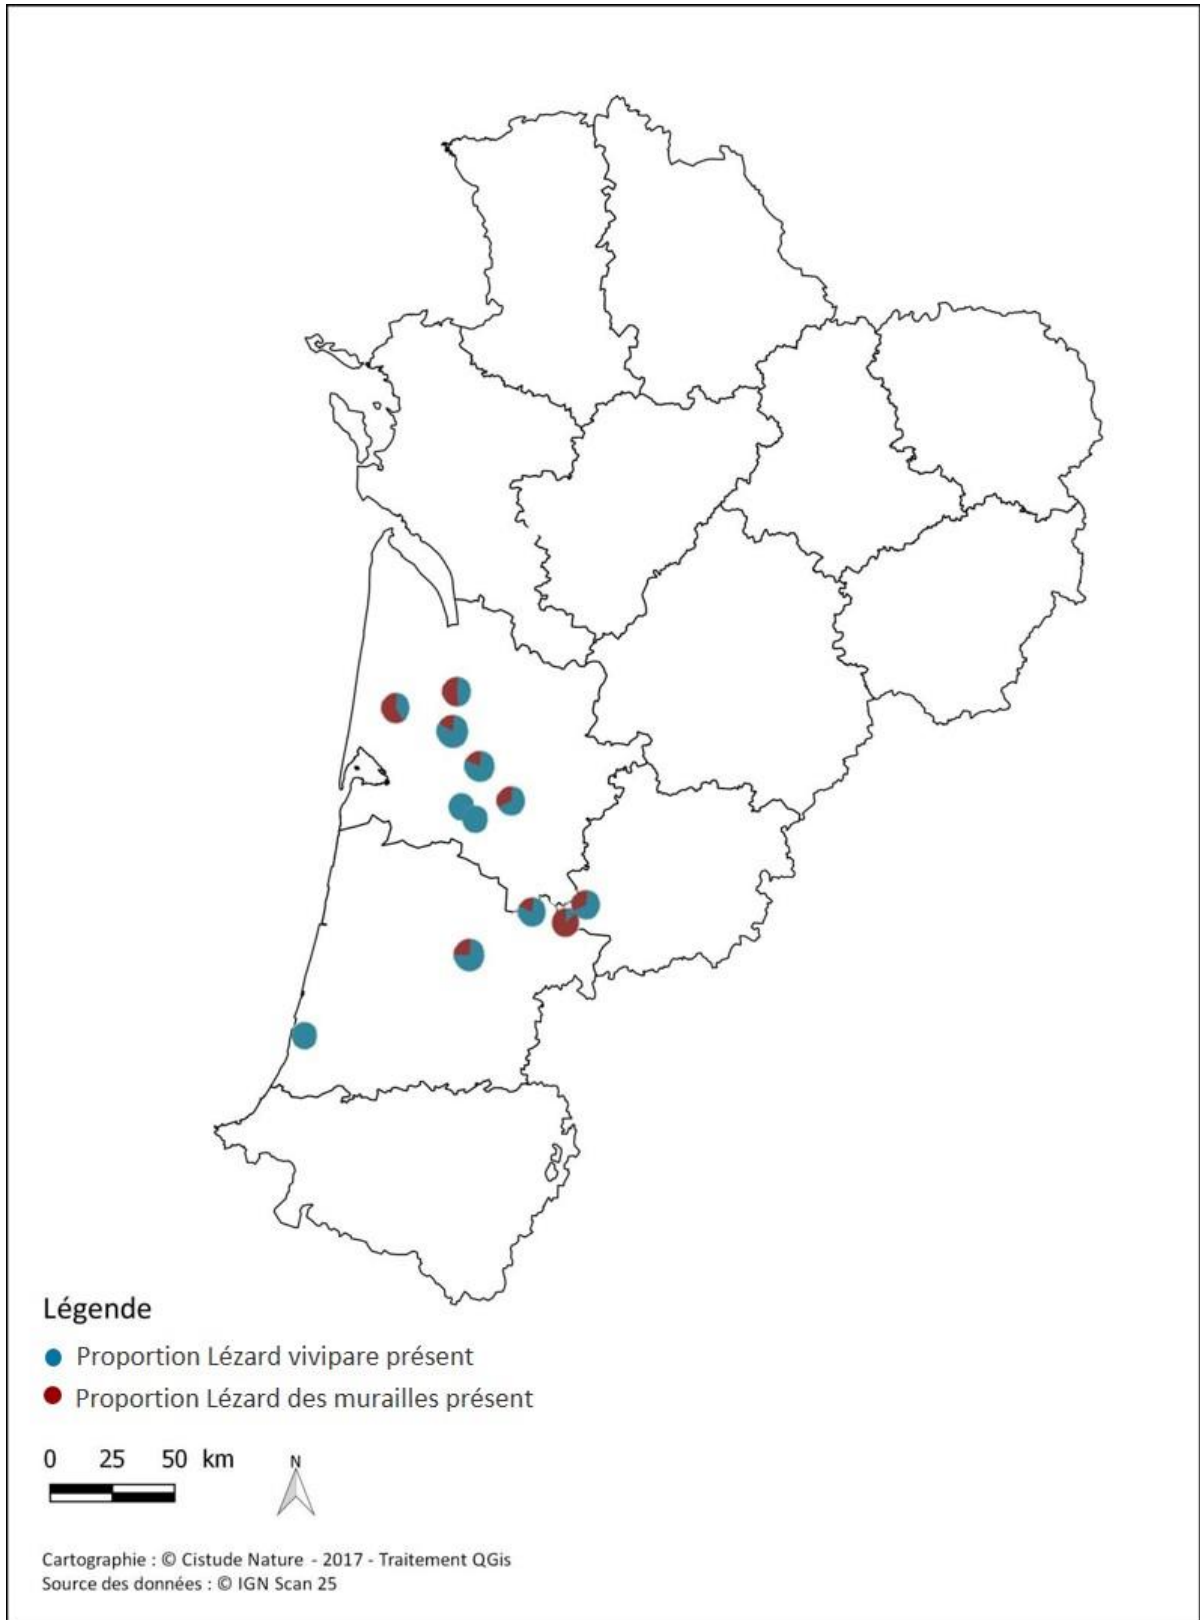 Légende
Proportion Lézard vivipare présent
Proportion Lézard des murailles présent
0 25 50 km
N
Cartographie : © Cistude Nature - 2017 - Traitement QGis
Source des données : © IGN Scan 25